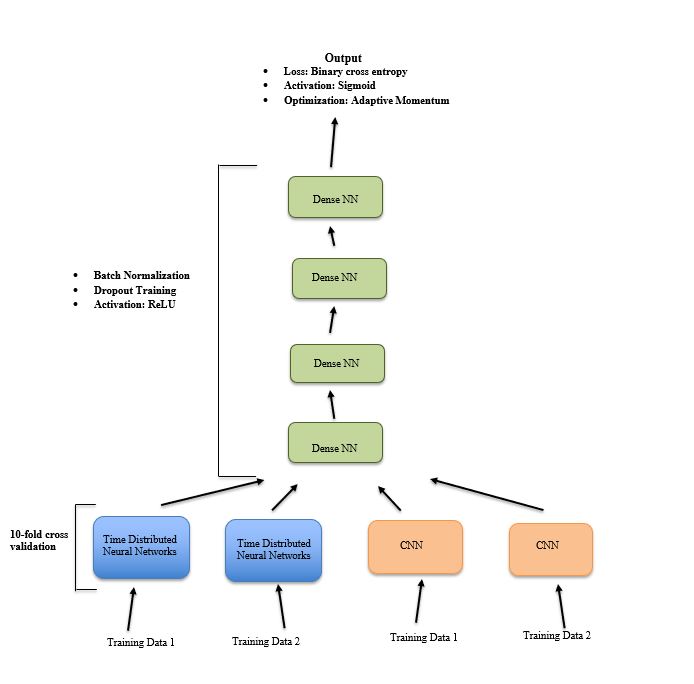 Output
• Loss: Binary cross entropy
• Activation: Sigmoid
• Optimization: Adaptive Momentum
Dense NN
• Batch Normalization
• Dropout Training
• Activation: ReLU
Dense NN
Dense NN
Dense NN
10-fold cross
validation
Time Distributed
Neural Networks
Time Distributed
Neural Networks
CNN
CNN
Training Data 1
Training Data 2
Training Data 1
Training Data 2